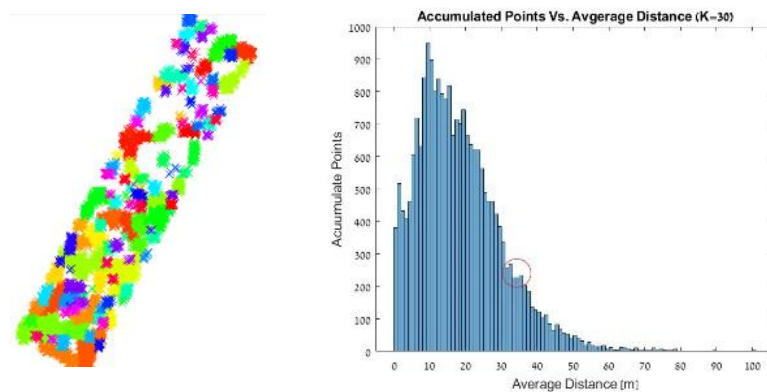 Accumulated Points Vs. Avgerage Distance (K-30)
1000
900
800
700
600
500
400
300
200
100
0
Acuumulate Points
0 10 20 30 40 50 60 70 80 90 100
Average Distance [m]